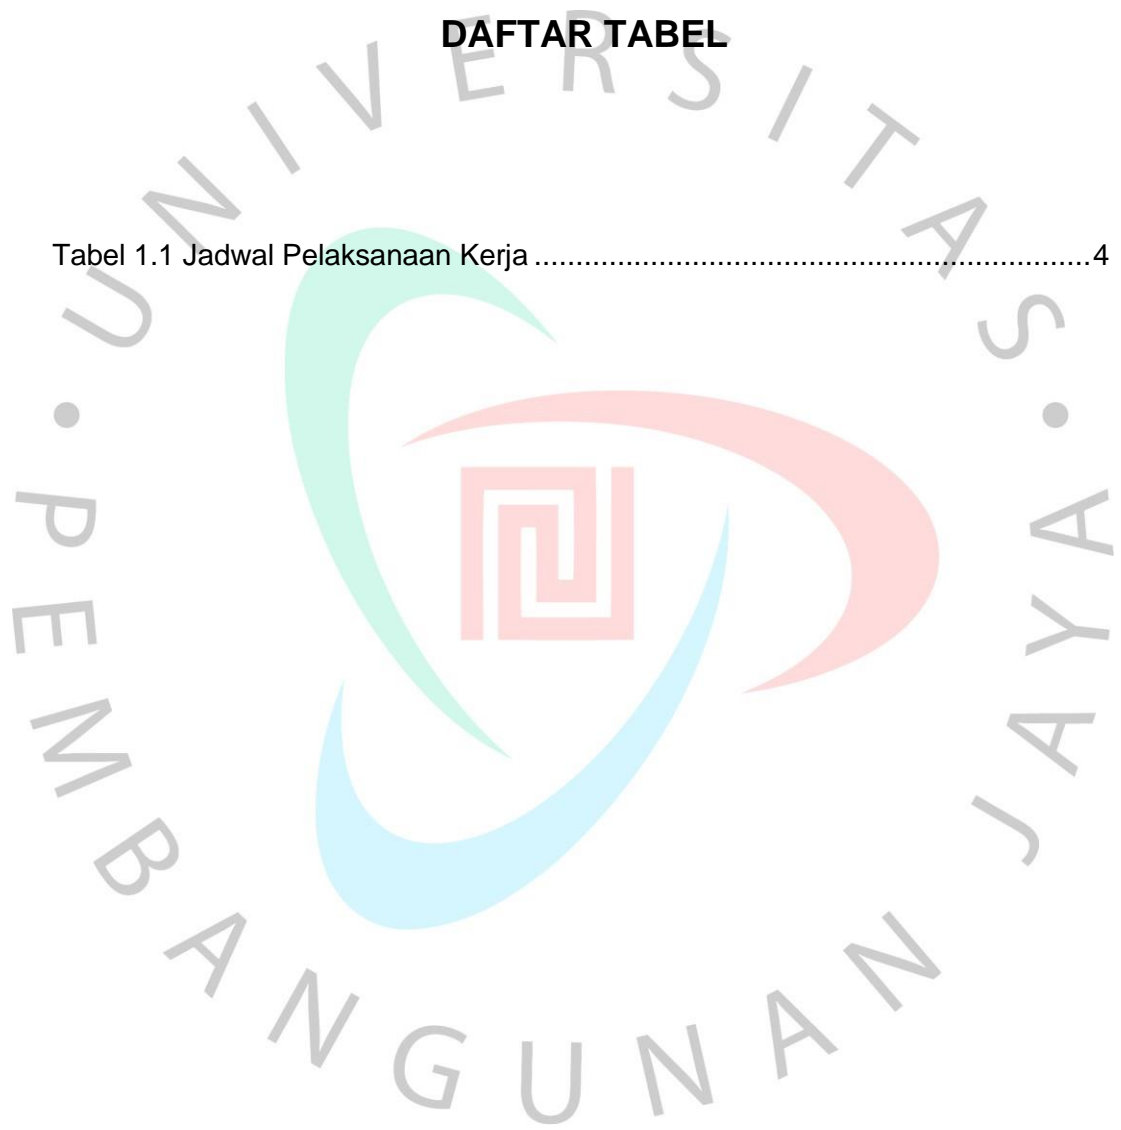 DAFTAR TABEL
Tabel 1.1 Jadwal Pelaksanaan Kerja ...................................................................4
UNIVERSITAS • PEMBANGUNAN JAYA •